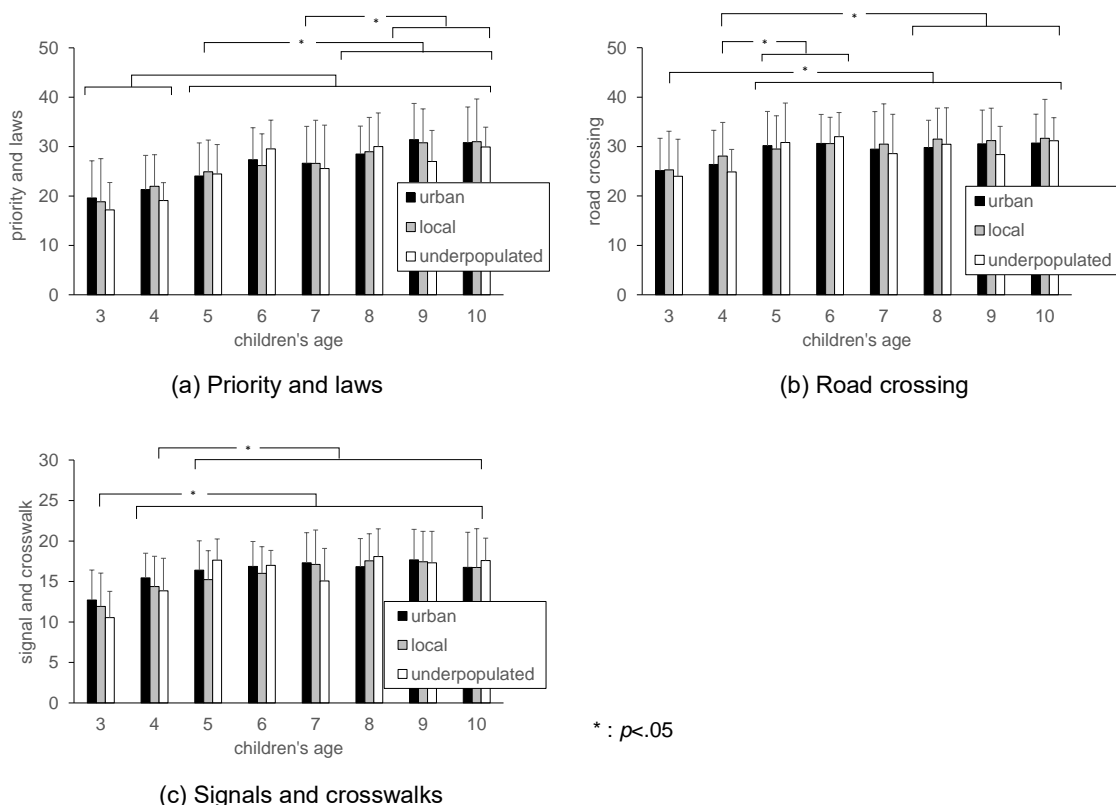 *
*
50
40
30
20
10
0
priority and laws
urban
local
underpopulated
3 4 5 6 7 8 9 10
children's age
(a) Priority and laws
*
*
*
50
40
30
20
10
0
road crossing
urban
local
underpopulated
3 4 5 6 7 8 9 10
children's age
(b) Road crossing
*
*
30
25
20
15
10
5
0
signal and crosswalk
urban
local
underpopulated
3 4 5 6 7 8 9 10
children's age
(c) Signals and crosswalks
* : p<.05